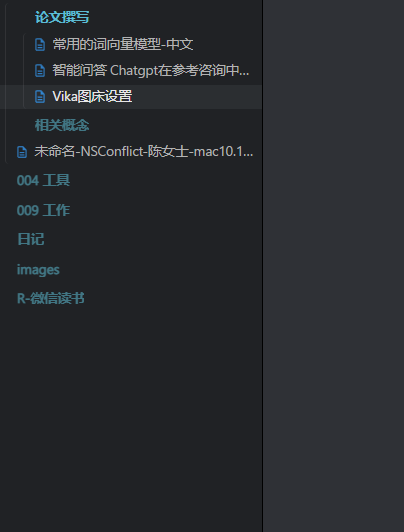 论文撰写
常用的词向量模型-中文
智能问答 Chatgpt在参考咨询中...
Vika图床设置
相关概念
未命名-NSConflict-陈女士-mac10.1...
004 工具
009 工作
日记
images
R-微信读书